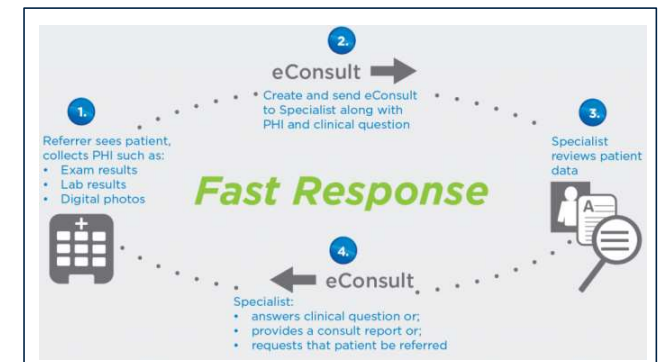 2.
eConsult
Create and send eConsult
to Specialist along with
PHI and clinical question
1.
Referrer sees patient,
collects PHI such as:
• Exam results
• Lab results
• Digital photos
3.
Specialist
reviews patient
data
A
Fast Response
4.
eConsult
Specialist:
• answers clinical question or;
• provides a consult report or;
• requests that patient be referred